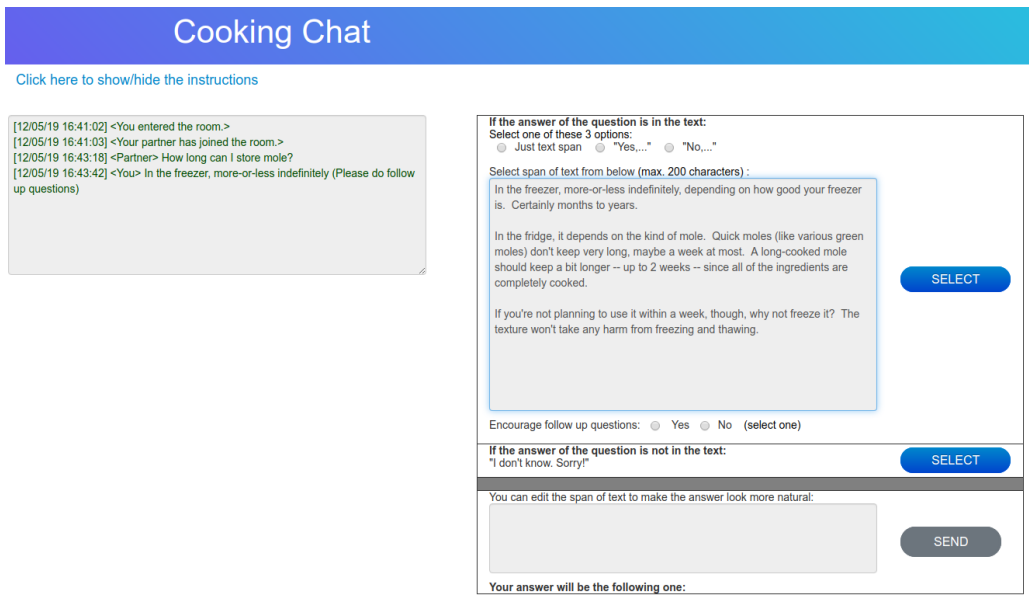 Cooking Chat
Click here to show/hide the instructions
[12/05/19 16:41:02] <You entered the room.>
[12/05/19 16:41:03] <Your partner has joined the room.>
[12/05/19 16:43:18] <Partner> How long can I store mole?
[12/05/19 16:43:42] <You> In the freezer, more-or-less indefinitely (Please do follow
up questions)
If the answer of the question is in the text:
Select one of these 3 options:
Just text span "Yes,..." "No,..."
Select span of text from below (max. 200 characters) :
In the freezer, more-or-less indefinitely, depending on how good your freezer
is.  Certainly months to years.
In the fridge, it depends on the kind of mole.  Quick moles (like various green
moles) don't keep very long, maybe a week at most.  A long-cooked mole
should keep a bit longer -- up to 2 weeks -- since all of the ingredients are
completely cooked.
If you're not planning to use it within a week, though, why not freeze it?  The
texture won't take any harm from freezing and thawing.
SELECT
Encourage follow up questions: Yes No (select one)
If the answer of the question is not in the text:
"I don't know. Sorry!"
SELECT
You can edit the span of text to make the answer look more natural:
SEND
Your answer will be the following one: